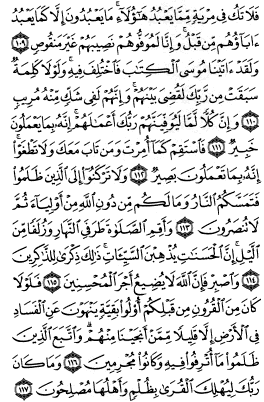 فَلَا تَكُ فِي مِرْيَةٍ مِّمَّا يَعْبُدُ هَٰٓؤُلَآءِ ۚ مَا يَعْبُدُونَ إِلَّا كَمَا يَعْبُدُ
ءَابَآؤُهُم مِّن قَبْلُ ۚ وَإِنَّا لَمُوَفُّوهُمْ نَصِيبَهُمْ غَيْرَ مَنقُوصٍ ١٠٩
وَلَقَدْ ءَاتَيْنَا مُوسَى ٱلْكِتَٰبَ فَٱخْتُلِفَ فِيهِ ۚ وَلَوْلَا كَلِمَةٌ
سَبَقَتْ مِن رَّبِّكَ لَقُضِيَ بَيْنَهُمْ ۚ وَإِنَّهُمْ لَفِي شَكٍّ مِّنْهُ مُرِيبٍ
١١٠ وَإِنَّ كُلًّا لَّمَّا لَيُوَفِّيَنَّهُمْ رَبُّكَ أَعْمَٰلَهُمْ ۚ إِنَّهُۥ بِمَا يَعْمَلُونَ
خَبِيرٌ ١١١ فَٱسْتَقِمْ كَمَآ أُمِرْتَ وَمَن تَابَ مَعَكَ وَلَا تَطْغَوْا۟ ۚ
إِنَّهُۥ بِمَا تَعْمَلُونَ بَصِيرٌ ١١٢ وَلَا تَرْكَنُوٓا۟ إِلَى ٱلَّذِينَ ظَلَمُوا۟
فَتَمَسَّكُمُ ٱلنَّارُ وَمَا لَكُم مِّن دُونِ ٱللَّهِ مِنْ أَوْلِيَآءَ ثُمَّ
لَا تُنصَرُونَ ١١٣ وَأَقِمِ ٱلصَّلَوٰةَ طَرَفَيِ ٱلنَّهَارِ وَزُلَفًا مِّنَ
ٱلَّيْلِ ۚ إِنَّ ٱلْحَسَنَٰتِ يُذْهِبْنَ ٱلسَّيِّـَٔاتِ ۚ ذَٰلِكَ ذِكْرَىٰ لِلذَّٰكِرِينَ
١١٤ وَٱصْبِرْ فَإِنَّ ٱللَّهَ لَا يُضِيعُ أَجْرَ ٱلْمُحْسِنِينَ ١١٥ فَلَوْلَا
كَانَ مِنَ ٱلْقُرُونِ مِن قَبْلِكُمْ أُو۟لُوا۟ بَقِيَّةٍ يَنْهَوْنَ عَنِ ٱلْفَسَادِ
فِي ٱلْأَرْضِ إِلَّا قَلِيلًا مِّمَّنْ أَنجَيْنَا مِنْهُمْ ۗ وَٱتَّبَعَ ٱلَّذِينَ
ظَلَمُوا۟ مَآ أُتْرِفُوا۟ فِيهِ وَكَانُوا۟ مُجْرِمِينَ ١١٦ وَمَا كَانَ
رَبُّكَ لِيُهْلِكَ ٱلْقُرَىٰ بِظُلْمٍ وَأَهْلُهَا مُصْلِحُونَ ١١٧